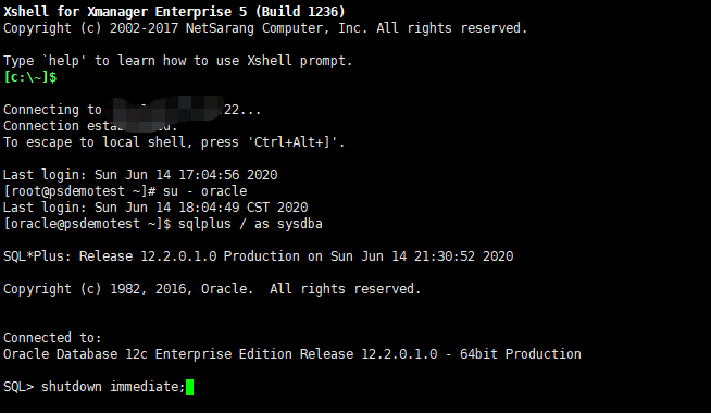 Xshell for Xmanager Enterprise 5 (Build 1236)
Copyright (c) 2002-2017 NetSarang Computer, Inc. All rights reserved.
Type `help' to learn how to use Xshell prompt.
[c:\~]$
Connecting to 22...
Connection
To escape to local shell, press 'Ctrl+Alt+]'.
Last login: Sun Jun 14 17:04:56 2020
[root@psdemotest ~]# su - oracle
Last login: Sun Jun 14 18:04:49 CST 2020
[oracle@psdemotest ~]$ sqlplus / as sysdba
SQL*Plus: Release 12.2.0.1.0 Production on Sun Jun 14 21:30:52 2020
Copyright (c) 1982, 2016, Oracle.  All rights reserved.
Connected to:
Oracle Database 12c Enterprise Edition Release 12.2.0.1.0 - 64bit Production
SQL> shutdown immediate;